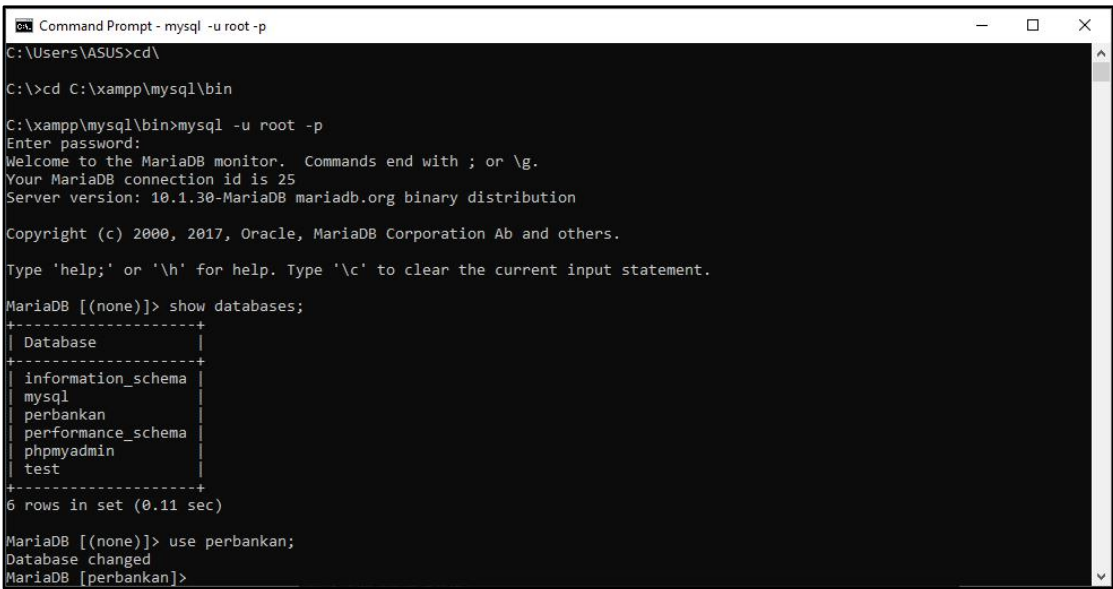 Command Prompt - mysql -u root -p
C:\Users\ASUS>cd\
C:\>cd C:\xampp\mysql\bin
C:\xampp\mysql\bin>mysql -u root -p
Enter password:
Welcome to the MariaDB monitor.  Commands end with ; or \g.
Your MariaDB connection id is 25
Server version: 10.1.30-MariaDB mariadb.org binary distribution
Copyright (c) 2000, 2017, Oracle, MariaDB Corporation Ab and others.
Type 'help;' or '\h' for help. Type '\c' to clear the current input statement.
MariaDB [(none)]> show databases;
+--------------------+
| Database           |
+--------------------+
| information_schema |
| mysql              |
| perbankan          |
| performance_schema |
| phpmyadmin         |
| test               |
+--------------------+
6 rows in set (0.11 sec)
MariaDB [(none)]> use perbankan;
Database changed
MariaDB [perbankan]>